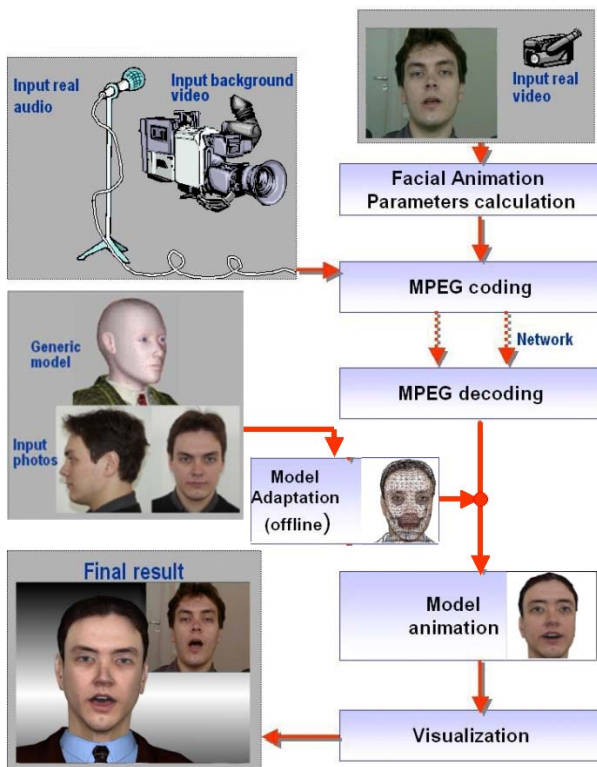 Input real
audio
Input background
video
Input real
video
Facial Animation
Parameters calculation
MPEG coding
Network
Generic
model
MPEG decoding
Input
photos
Model
Adaptation
(offline)
Final result
Model
animation
Visualization